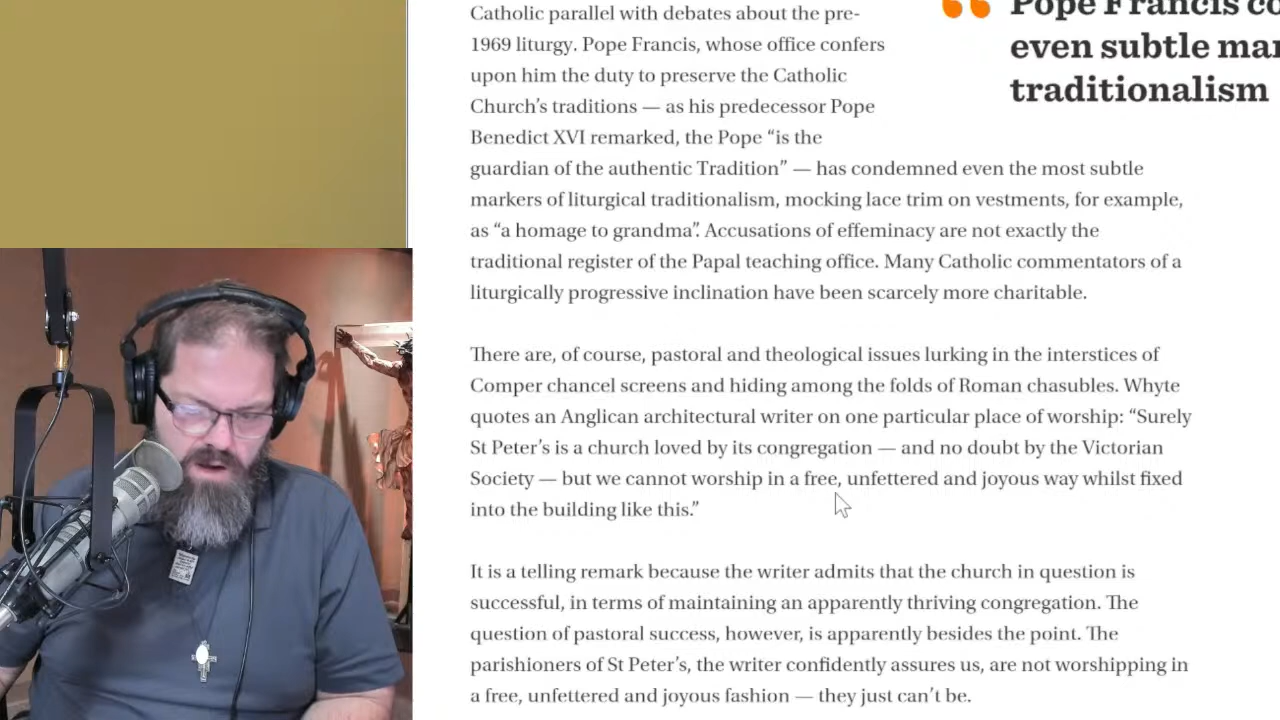 Catholic parallel with debates about the pre-
1969 liturgy. Pope Francis, whose office confers
upon him the duty to preserve the Catholic
Church’s traditions — as his predecessor Pope
Benedict XVI remarked, the Pope “is the
guardian of the authentic Tradition” — has condemned even the most subtle
markers of liturgical traditionalism, mocking lace trim on vestments, for example,
as “a homage to grandma”. Accusations of effeminacy are not exactly the
traditional register of the Papal teaching office. Many Catholic commentators of a
liturgically progressive inclination have been scarcely more charitable.
“ Pope Francis
even subtle
traditionalism
There are, of course, pastoral and theological issues lurking in the interstices of
Comper chancel screens and hiding among the folds of Roman chasubles. Whyte
quotes an Anglican architectural writer on one particular place of worship: “Surely
St Peter’s is a church loved by its congregation — and no doubt by the Victorian
Society — but we cannot worship in a free, unfettered and joyous way whilst fixed
into the building like this.”
It is a telling remark because the writer admits that the church in question is
successful, in terms of maintaining an apparently thriving congregation. The
question of pastoral success, however, is apparently besides the point. The
parishioners of St Peter’s, the writer confidently assures us, are not worshipping in
a free, unfettered and joyous fashion — they just can’t be.